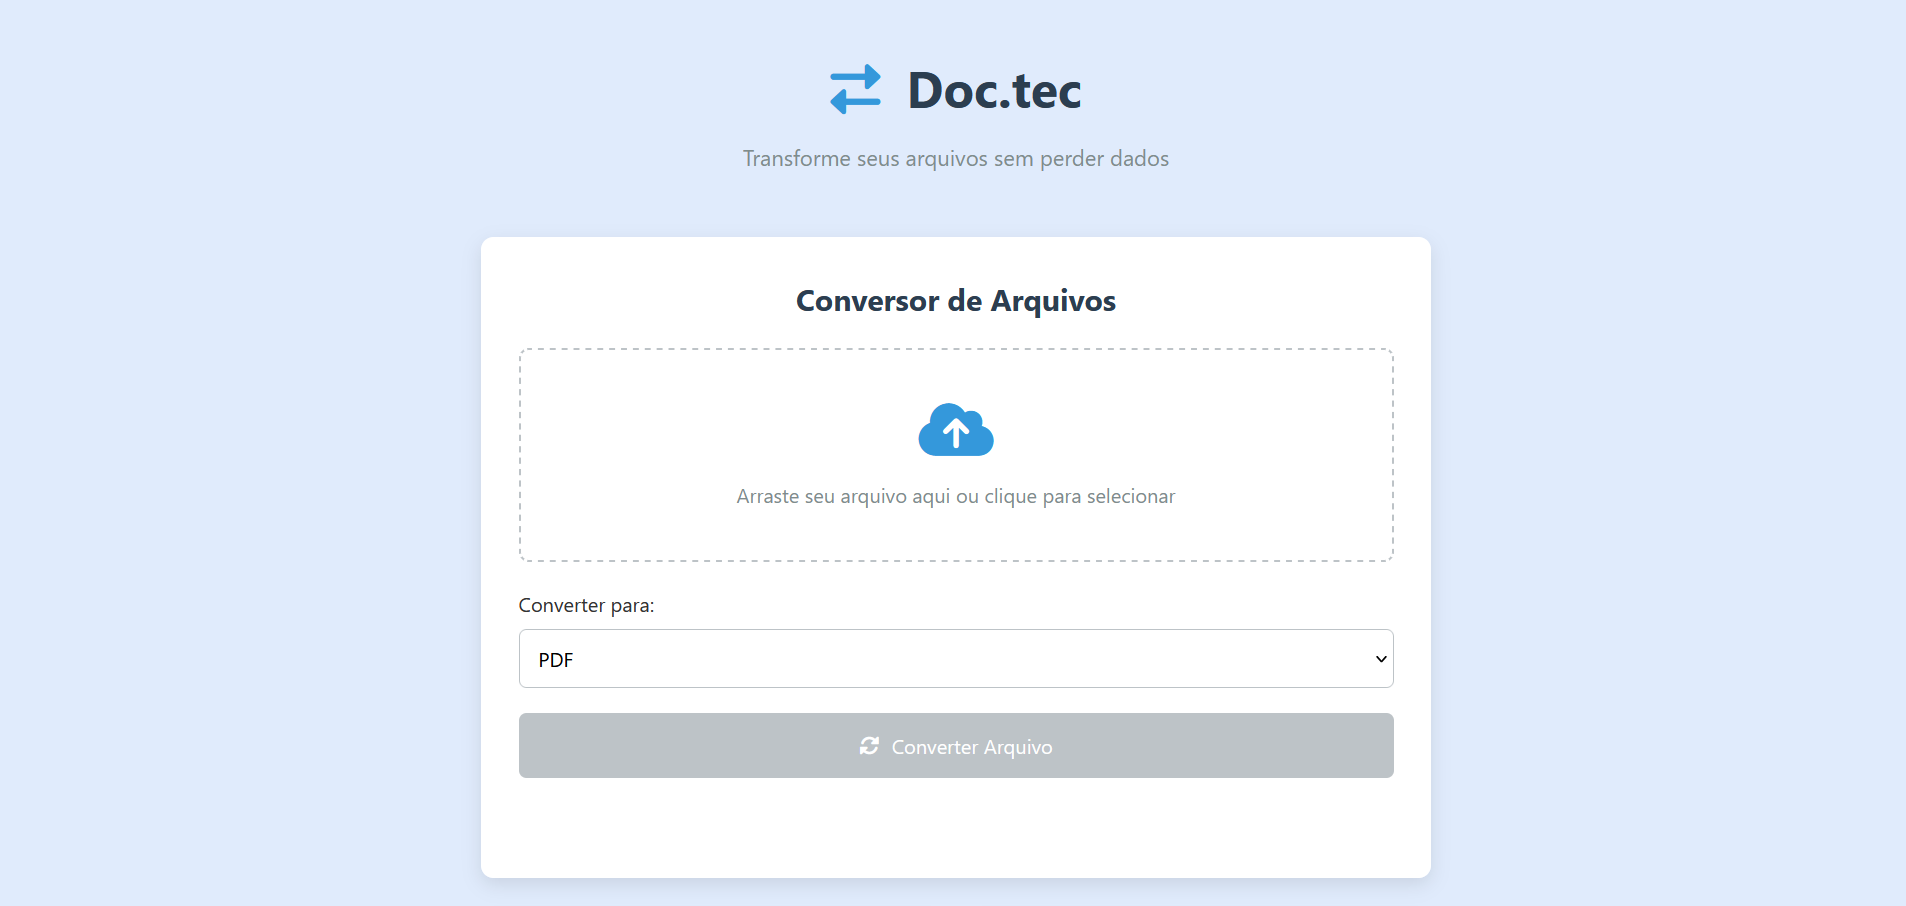 Doc.tec
Transforme seus arquivos sem perder dados
Conversor de Arquivos
Arraste seu arquivo aqui ou clique para selecionar
Converter para:
PDF
Converter Arquivo